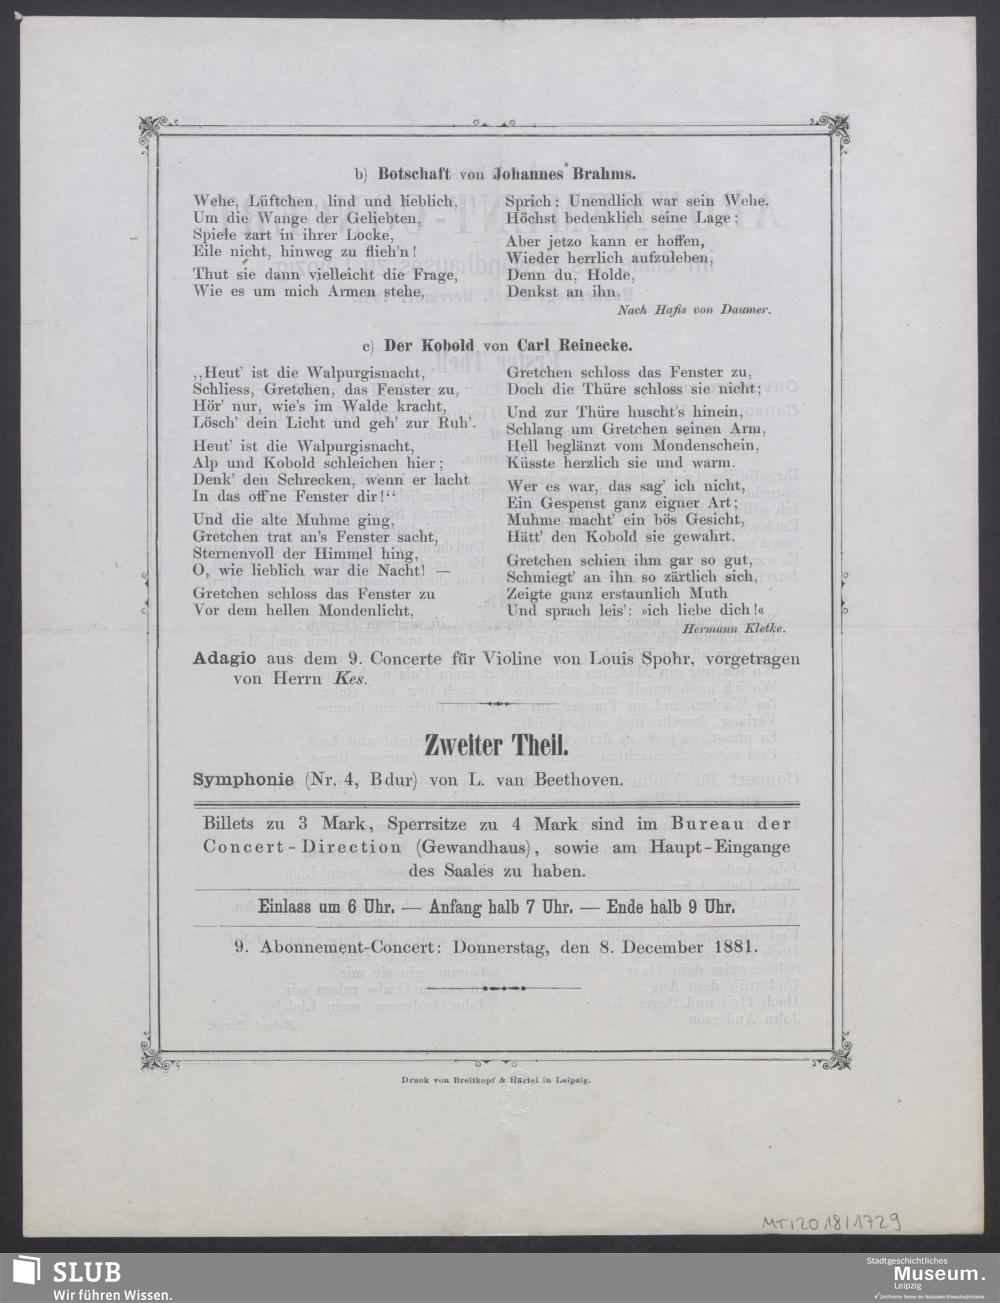 b) Botschaft von Johannes Brahms.
Wehe, Lüftchen, lind und lieblich,
Um die Wange der Geliebten,
Spiele zart in ihrer Locke,
Eile nicht, hinweg zu flieh'n!
Thut sie dann vielleicht die Frage,
Wie es um mich Armen stehe,
Sprich: Unendlich war sein Wehe.
Höchst bedenklich seine Lage:
Aber jetzo kann er hoffen,
Wieder herrlich aufzuleben,
Denn du, Holde,
Denkst an ihn.
Nach Hafis von Daumer.
c) Der Kobold von Carl Reinecke.
„Heut' ist die Walpurgisnacht,
Schliess, Gretchen, das Fenster zu,
Hör' nur, wie's im Walde kracht,
Lösch' dein Licht und geh' zur Ruh'.
Heut' ist die Walpurgisnacht,
Alp und Kobold schleichen hier;
Denk' den Schrecken, wenn er lacht
In das offne Fenster dir!“
Und die alte Muhme ging,
Gretchen trat an's Fenster sacht,
Sternenvoll der Himmel hing,
O, wie lieblich war die Nacht! —
Gretchen schloss das Fenster zu
Vor dem hellen Mondenlicht,
Gretchen schloss das Fenster zu,
Doch die Thüre schloss sie nicht;
Und zur Thüre huscht's hinein,
Schlang um Gretchen seinen Arm,
Hell beglänzt vom Mondenschein,
Küsste herzlich sie und warm.
Wer es war, das sag' ich nicht,
Ein Gespenst ganz eigner Art;
Muhme macht' ein bös Gesicht,
Hätt' den Kobold sie gewahrt.
Gretchen schien ihm gar so gut,
Schmiegt' an ihn so zärtlich sich,
Zeigte ganz erstaunlich Muth
Und sprach leis': »ich liebe dich!«
Hermann Kletke.
Adagio aus dem 9. Concerte für Violine von Louis Spohr, vorgetragen
von Herrn Kes.
Zweiter Theil.
Symphonie (Nr. 4, Bdur) von L. van Beethoven.
Billets zu 3 Mark, Sperrsitze zu 4 Mark sind im Bureau der
Concert-Direction (Gewandhaus), sowie am Haupt-Eingange
des Saales zu haben.
Einlass um 6 Uhr. — Anfang halb 7 Uhr. — Ende halb 9 Uhr.
9. Abonnement-Concert: Donnerstag, den 8. December 1881.
Druck von Breitkopf & Härtel in Leipzig.
MT/2018/1729
SLUB
Wir führen Wissen.
Stadtgeschichtliches
Museum.
Leipzig
Zertifizierter Partner der Nationalen Klimaschutzinitiative